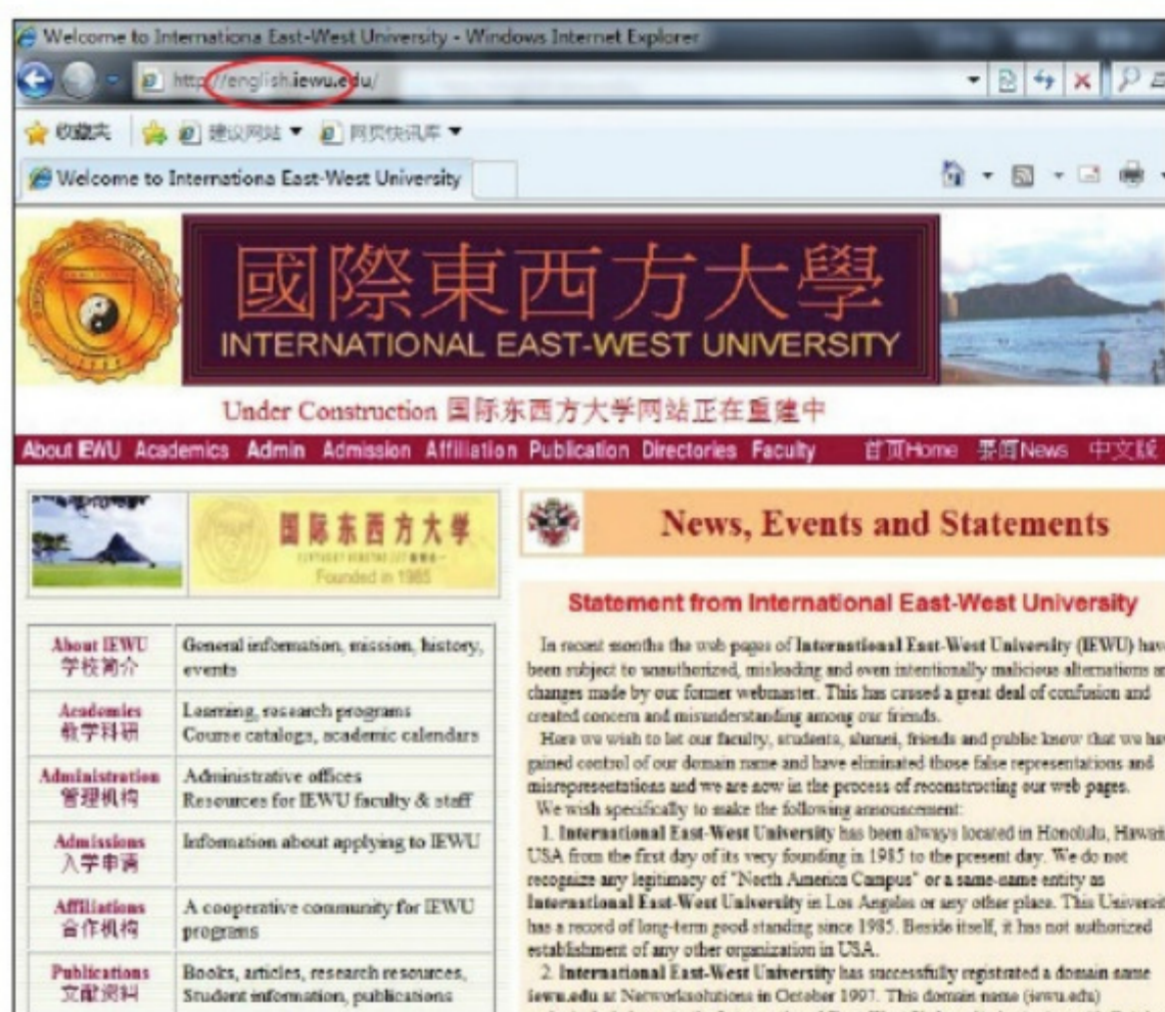 Welcome to Internationa East-West University - Windows Internet Explorer
http://english.iewu.edu/
收藏夹 建议网站 网页快讯库
Welcome to Internationa East-West University
國際東西方大學
INTERNATIONAL EAST-WEST UNIVERSITY
Under Construction 国际东西方大学网站正在重建中
About IEWU Academics Admin Admission Affiliation Publication Directories Faculty 首页Home 要闻News 中文版
国际东西方大学
Founded in 1985
News, Events and Statements
Statement from International East-West University
About IEWU General information, mission, history,
学校简介 events
Academics Learning, research programs
教学科研 Course catalogs, academic calendars
Administration Administrative offices
管理机构 Resources for IEWU faculty & staff
Admissions Information about applying to IEWU
入学申请
Affiliations A cooperative community for IEWU
合作机构 programs
Publications Books, articles, research resources,
文献资料 Student information, publications
In recent months the web pages of International East-West University (IEWU) have
been subject to unauthorized, misleading and even intentionally malicious alternations an
changes made by our former webmaster. This has caused a great deal of confusion and
created concern and misunderstanding among our friends.
Here we wish to let our faculty, students, alumni, friends and public know that we hav
gained control of our domain name and have eliminated those false representations and
misrepresentations and we are now in the process of reconstructing our web pages.
We wish specifically to make the following announcement:
1. International East-West University has been always located in Honolulu, Hawaii
USA from the first day of its very founding in 1985 to the present day. We do not
recognize any legitimacy of "North America Campus" or a same-name entity as
International East-West University in Los Angeles or any other place. This Universit
has a record of long-term good standing since 1985. Beside itself, it has not authorized
establishment of any other organization in USA.
2. International East-West University has successfully registrated a domain name
iewu.edu at Networksolutions in October 1997. This domain name (iewu.edu)